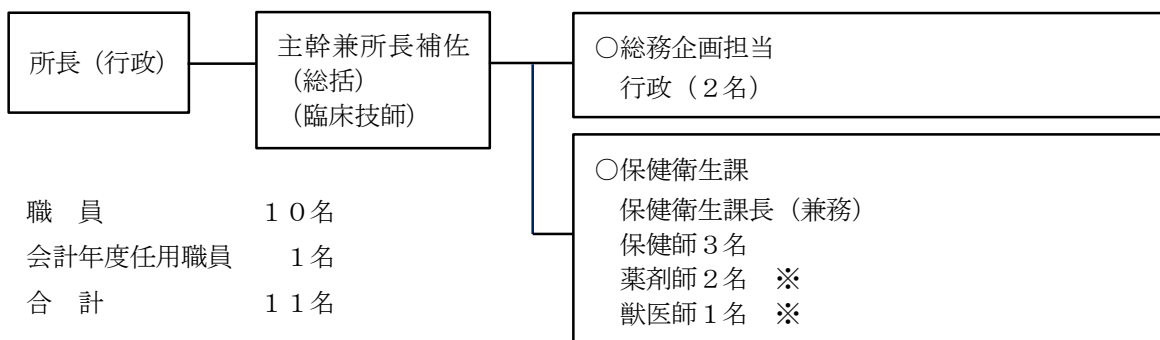 所長（行政）
主幹兼所長補佐
（総括）
（臨床技師）
○総務企画担当
行政（２名）
○保健衛生課
保健衛生課長（兼務）
保健師３名
薬剤師２名　※
獣医師１名　※
職　員　１０名
会計年度任用職員　１名
合　計　１１名